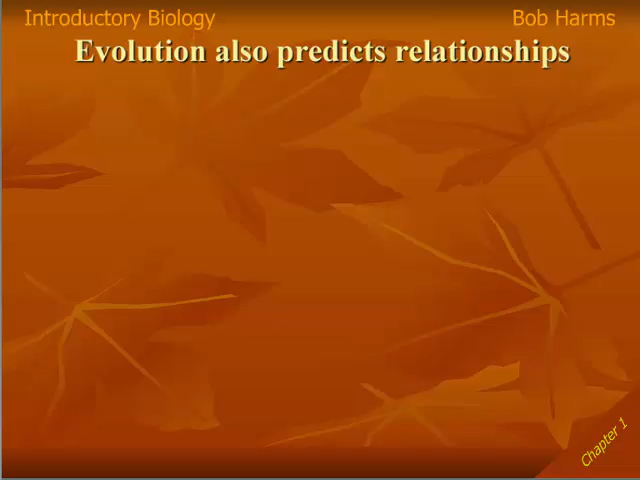 Introductory Biology Bob Harms
Evolution also predicts relationships
Chapter 1